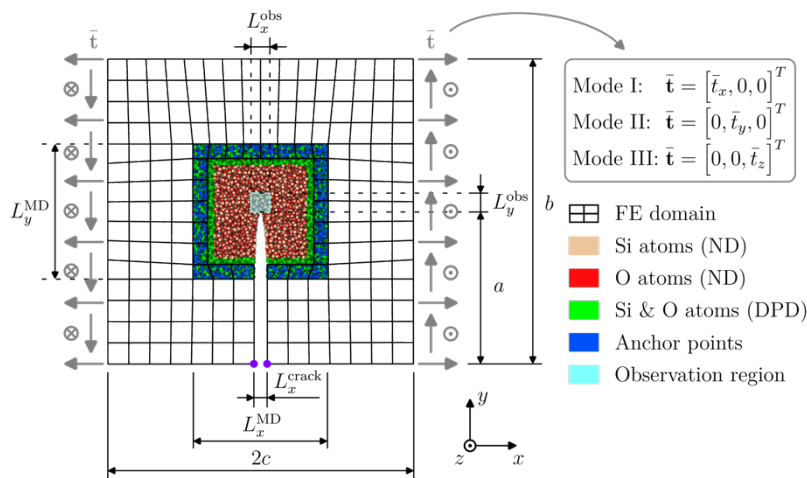 L_x^obs
t̄
t̄
Mode I: t̄ = [t̄_x, 0, 0]^T
Mode II: t̄ = [0, t̄_y, 0]^T
Mode III: t̄ = [0, 0, t̄_z]^T
L_y^MD
L_y^obs
b
a
FE domain
Si atoms (ND)
O atoms (ND)
Si & O atoms (DPD)
Anchor points
Observation region
L_x^crack
L_x^MD
2c
y
z
x